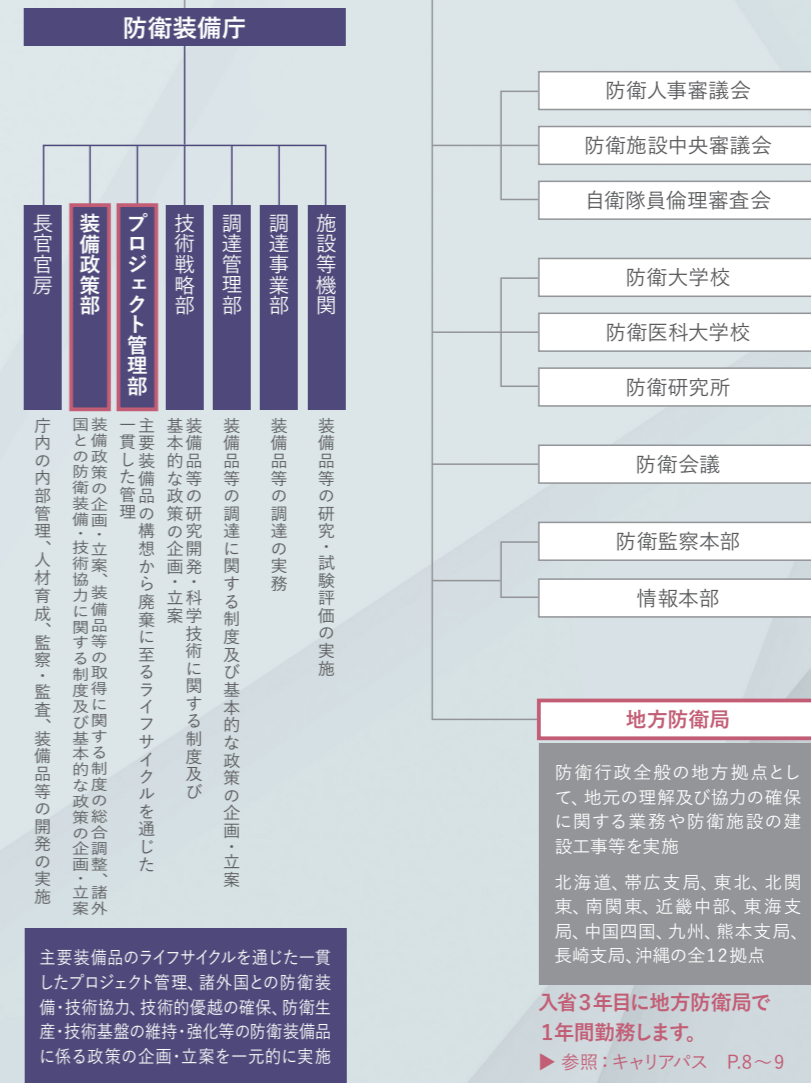 防衛装備庁
長官官房
装備政策部
プロジェクト管理部
技術戦略部
調達管理部
調達事業部
施設等機関
庁内の内部管理、人材育成、監察・監査、装備品等の開発の実施
装備政策の企画・立案、装備品等の取得に関する制度の総合調整、諸外
国との防衛装備・技術協力に関する制度及び基本的な政策の企画・立案
主要装備品の構想から廃棄に至るライフサイクルを通じた
一貫した管理
装備品等の研究開発・科学技術に関する制度及び
基本的な政策の企画・立案
装備品等の調達に関する制度及び基本的な政策の企画・立案
装備品等の調達の実務
装備品等の研究・試験評価の実施
主要装備品のライフサイクルを通じた一貫
したプロジェクト管理、諸外国との防衛装
備・技術協力、技術的優越の確保、防衛生
産・技術基盤の維持・強化等の防衛装備品
に係る政策の企画・立案を一元的に実施
防衛人事審議会
防衛施設中央審議会
自衛隊員倫理審査会
防衛大学校
防衛医科大学校
防衛研究所
防衛会議
防衛監察本部
情報本部
地方防衛局
防衛行政全般の地方拠点とし
て、地元の理解及び協力の確保
に関する業務や防衛施設の建
設工事等を実施
北海道、帯広支局、東北、北関
東、南関東、近畿中部、東海支
局、中国四国、九州、熊本支局、
長崎支局、沖縄の全12拠点
入省3年目に地方防衛局で
1年間勤務します。
▶ 参照：キャリアパス P.8～9